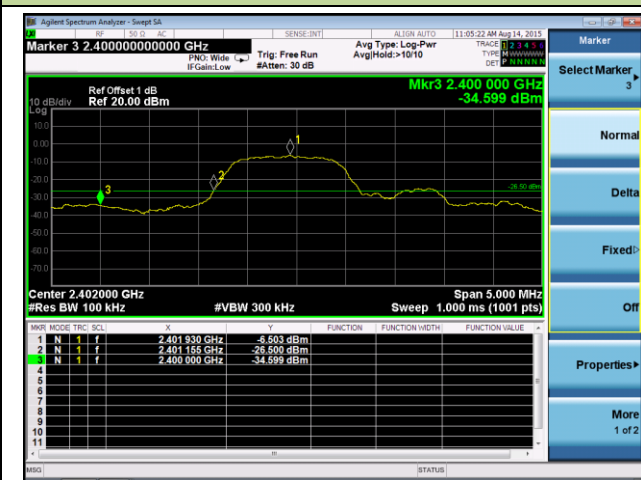 Agilent Spectrum Analyzer - Swept SA
RF 50 Ω AC SENSE:INT ALIGN AUTO 11:05:22 AM Aug 14, 2015
Marker 3 2.400000000000 GHz
PNO: Wide
IFGain:Low
Trig: Free Run
#Atten: 30 dB
Avg Type: Log-Pwr
Avg|Hold:>10/10
TRACE 1 2 3 4 5 6
TYPE M W W W W W
DET P N N N N N
Ref Offset 1 dB
10 dB/div Ref 20.00 dBm
Log
Mkr3 2.400 000 GHz
-34.599 dBm
10.0
0.00
-10.0
-20.0
-30.0
-40.0
-50.0
-60.0
-70.0
1
2
3
-26.50 dBm
Center 2.402000 GHz Span 5.000 MHz
#Res BW 100 kHz #VBW 300 kHz Sweep 1.000 ms (1001 pts)
MKR MODE TRC SCL X Y FUNCTION FUNCTION WIDTH FUNCTION VALUE
1 N 1 f 2.401 930 GHz -6.503 dBm
2 N 1 f 2.401 155 GHz -26.500 dBm
3 N 1 f 2.400 000 GHz -34.599 dBm
4
5
6
7
8
9
10
11
MSG STATUS
Marker
Select Marker
3
Normal
Delta
Fixed
Off
Properties
More
1 of 2